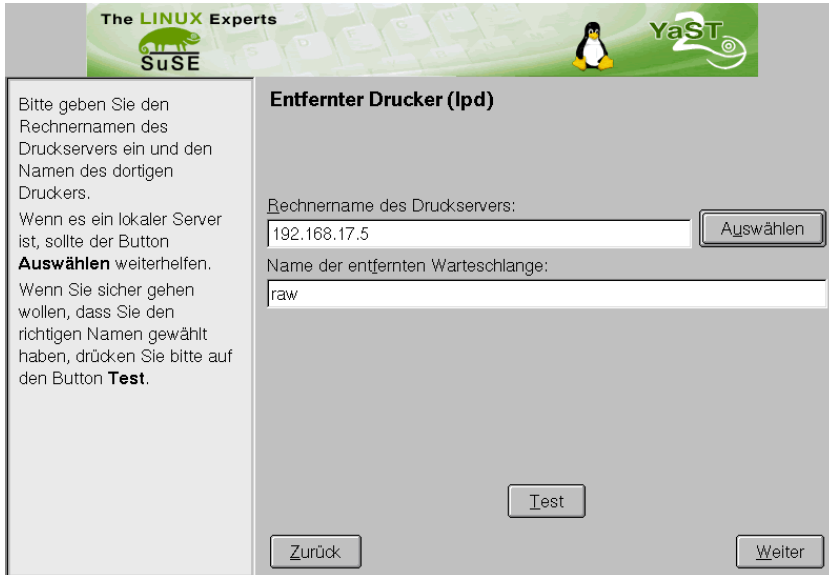 The LINUX Experts
SuSE
YaST
2
Bitte geben Sie den
Rechnernamen des
Druckservers ein und den
Namen des dortigen
Druckers.
Wenn es ein lokaler Server
ist, sollte der Button
Auswählen weiterhelfen.
Wenn Sie sicher gehen
wollen, dass Sie den
richtigen Namen gewählt
haben, drücken Sie bitte auf
den Button Test.
Entfernter Drucker (lpd)
Rechnername des Druckservers:
192.168.17.5
Auswählen
Name der entfernten Warteschlange:
raw
Test
Zurück
Weiter